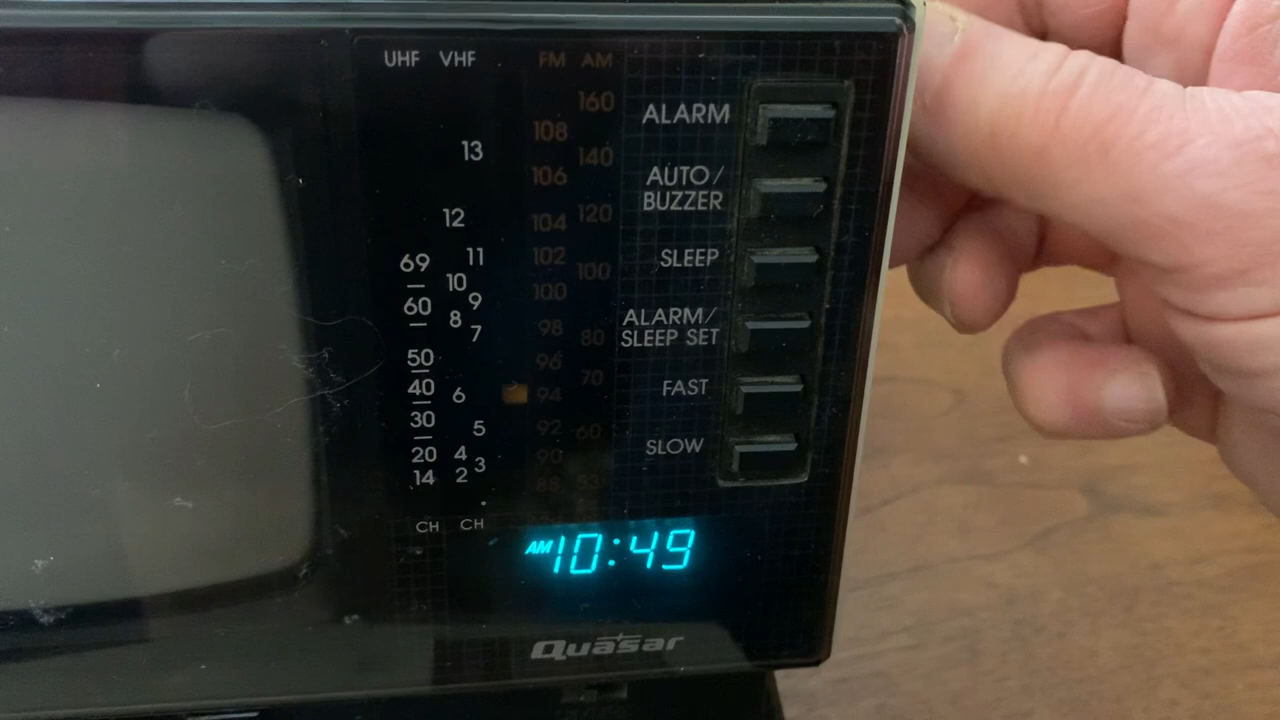 UHF VHF FM AM
160
108
13
140
106
12
104 120
69 11 102
10 100 100
60 9
8 7 98 80
50 96
70
40 6 94
30 5 92 60
20 4 90
3
14 2 88 53
CH CH
ALARM
AUTO/
BUZZER
SLEEP
ALARM/
SLEEP SET
FAST
SLOW
AM 10:49
Quasar